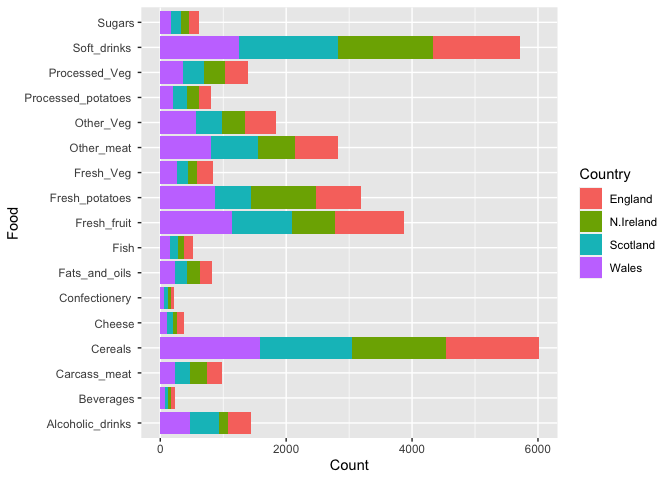 Sugars
Soft_drinks
Processed_Veg
Processed_potatoes
Other_Veg
Other_meat
Fresh_Veg
Fresh_potatoes
Fresh_fruit
Fish
Fats_and_oils
Confectionery
Cheese
Cereals
Carcass_meat
Beverages
Alcoholic_drinks
Food
0 2000 4000 6000
Count
Country
England
N.Ireland
Scotland
Wales